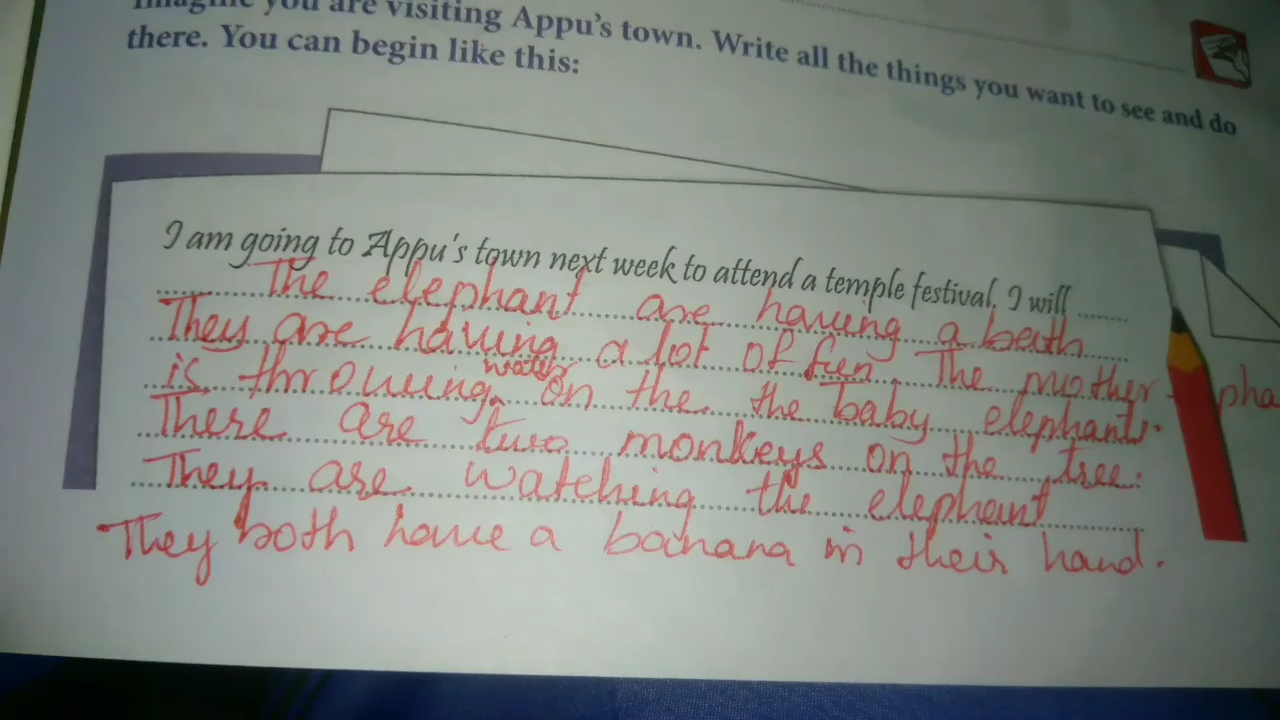 Imagine you are visiting Appu's town. Write all the things you want to see and do
there. You can begin like this:
I am going to Appu's town next week to attend a temple festival. I will
The elephant are having a bath
They are having a lot of fun. The mother
is throwing water on the. the baby elephant.
There are two monkeys on the tree.
They are watching the elephant
They both have a banana in their hand.